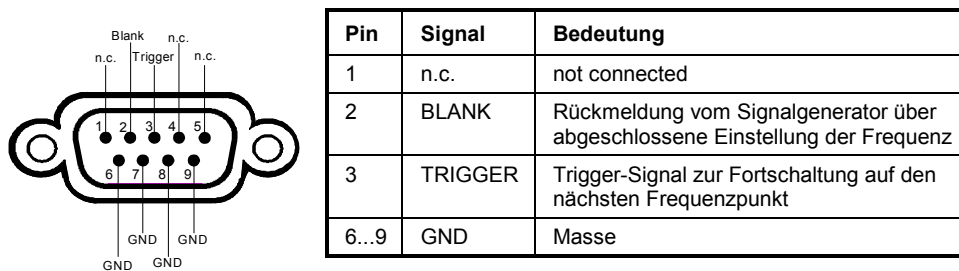 Blank n.c.
n.c. Trigger n.c.
1 2 3 4 5
6 7 8 9
GND GND
GND GND
Pin Signal Bedeutung
1 n.c. not connected
2 BLANK Rückmeldung vom Signalgenerator über
abgeschlossene Einstellung der Frequenz
3 TRIGGER Trigger-Signal zur Fortschaltung auf den
nächsten Frequenzpunkt
6...9 GND Masse